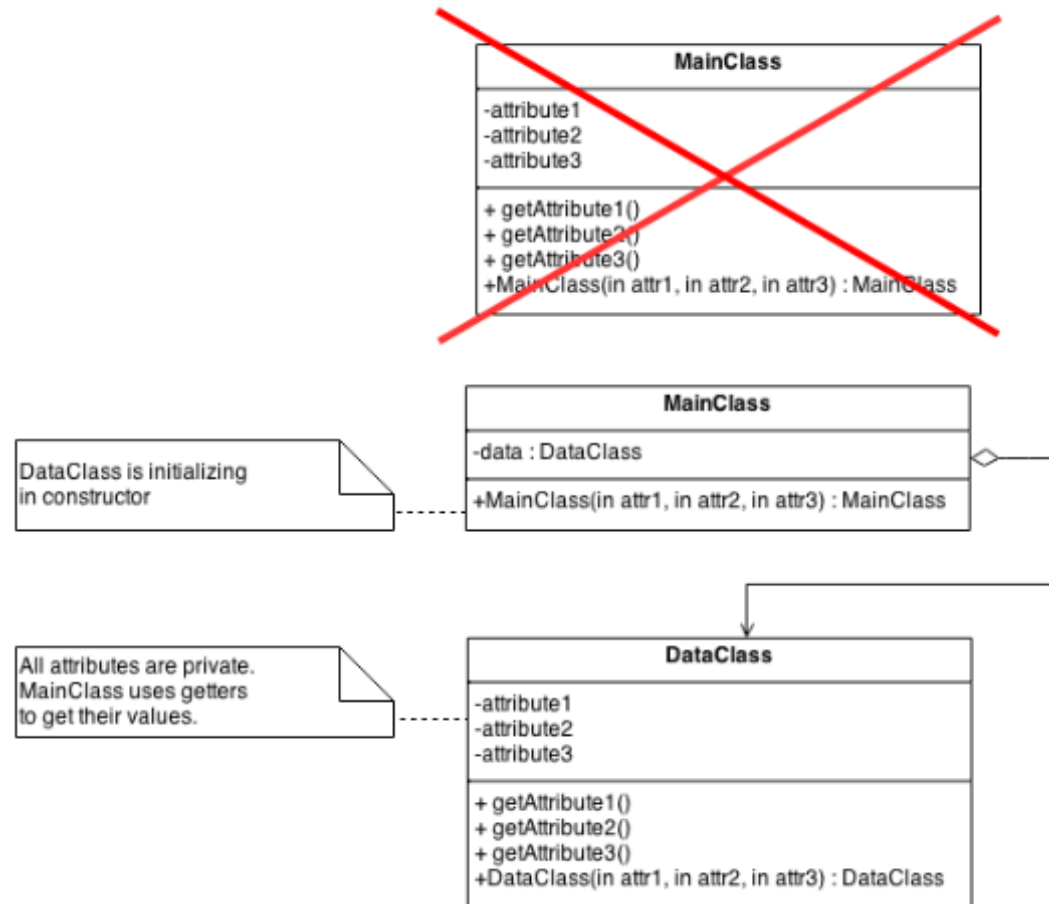 MainClass
-attribute1
-attribute2
-attribute3
+ getAttribute1()
+ getAttribute2()
+ getAttribute3()
+MainClass(in attr1, in attr2, in attr3) : MainClass
MainClass
-data : DataClass
+MainClass(in attr1, in attr2, in attr3) : MainClass
DataClass is initializing
in constructor
All attributes are private.
MainClass uses getters
to get their values.
DataClass
-attribute1
-attribute2
-attribute3
+ getAttribute1()
+ getAttribute2()
+ getAttribute3()
+DataClass(in attr1, in attr2, in attr3) : DataClass